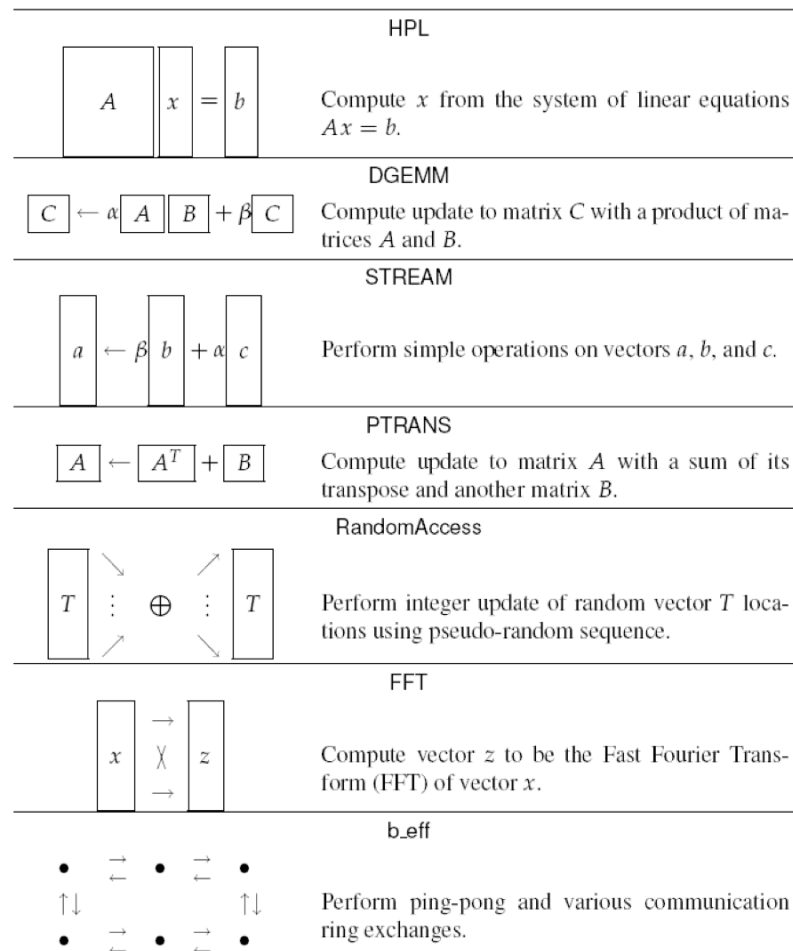 HPL
A x = b
Compute x from the system of linear equations
Ax = b.
DGEMM
C ← α A B + β C
Compute update to matrix C with a product of ma-
trices A and B.
STREAM
a ← β b + α c
Perform simple operations on vectors a, b, and c.
PTRANS
A ← A^T + B
Compute update to matrix A with a sum of its
transpose and another matrix B.
RandomAccess
T ⋮ ⊕ ⋮ T
Perform integer update of random vector T loca-
tions using pseudo-random sequence.
FFT
x z
Compute vector z to be the Fast Fourier Trans-
form (FFT) of vector x.
b_eff
Perform ping-pong and various communication
ring exchanges.